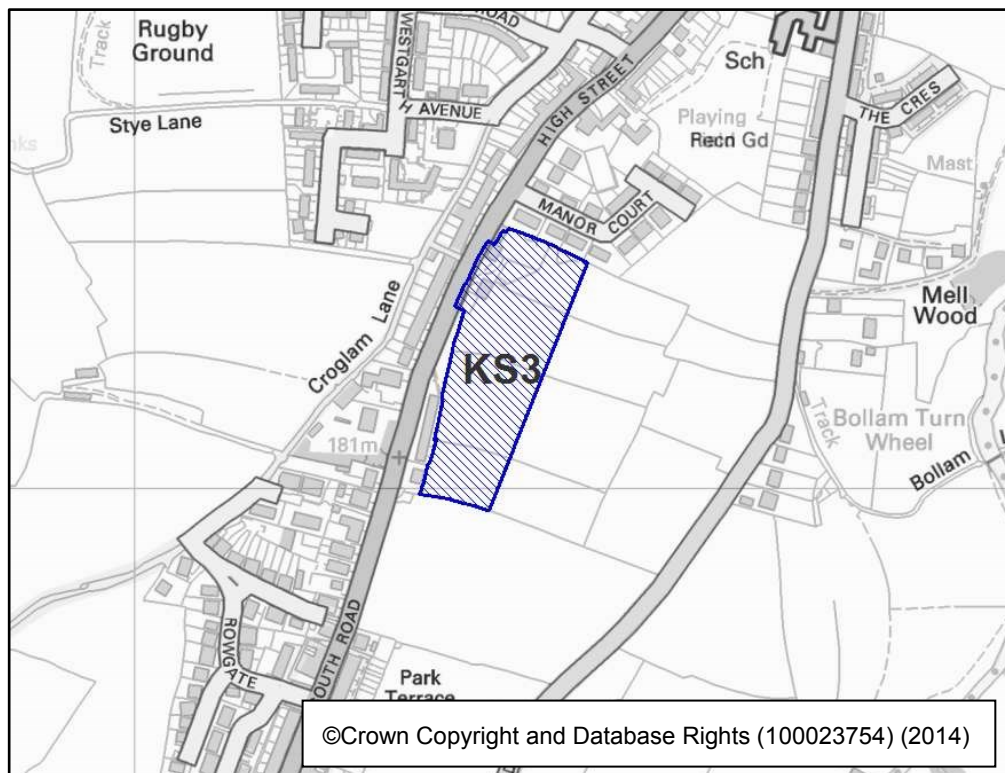 ROAD
Rugby
Ground
Track
WESTGARTH AVENUE
HIGH STREET
Sch
Stye Lane
THE CRES
Playing
Recn Gd
Mast
MANOR COURT
Croglam Lane
Mell
Wood
KS3
Bollam Turn
Wheel
Track
181m
Bollam
ROWGATE
SOUTH ROAD
Park
Terrace
©Crown Copyright and Database Rights (100023754) (2014)